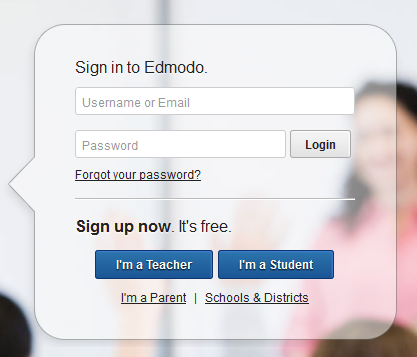 Sign in to Edmodo.
Username or Email
Password Login
Forgot your password?
Sign up now. It's free.
I'm a Teacher I'm a Student
I'm a Parent | Schools & Districts